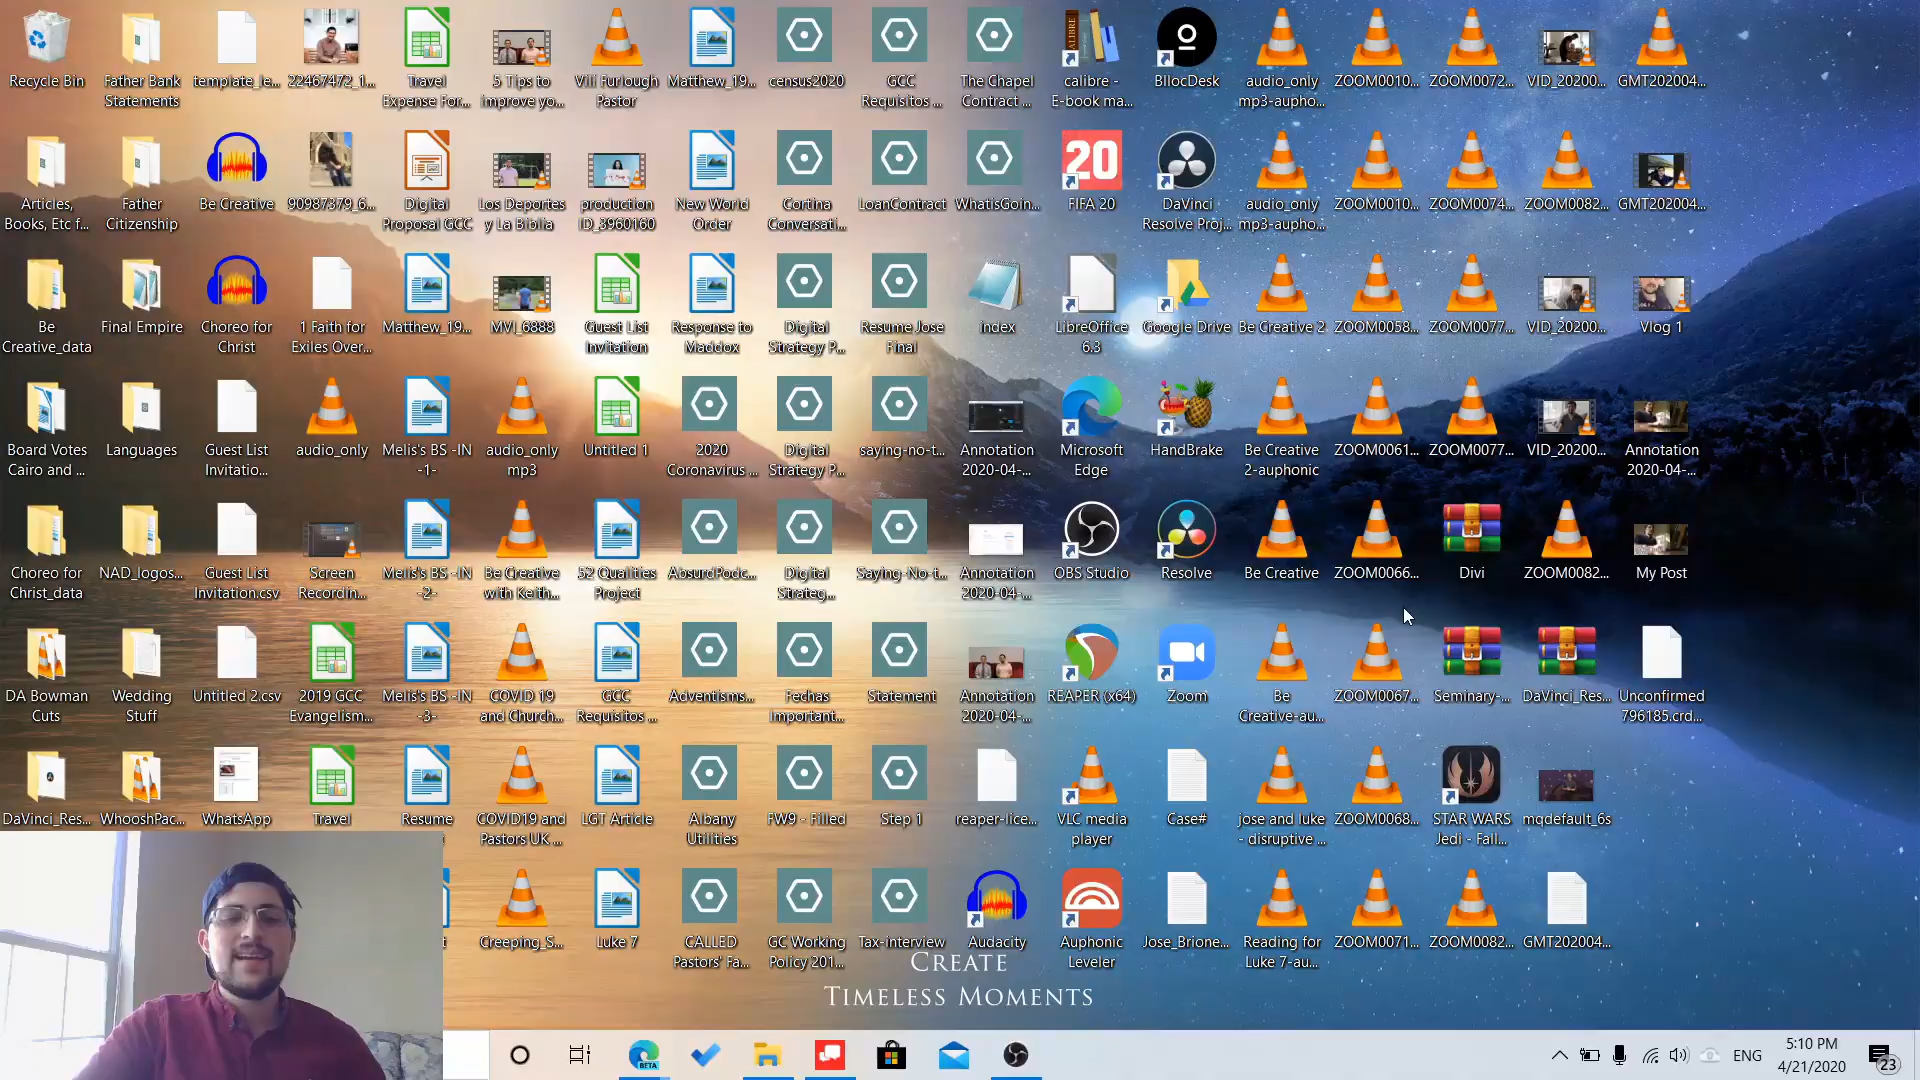 Recycle Bin
Father Bank
Statements
template_le...
22467472_1...
Travel
Expense For...
5 Tips to
improve yo...
Vili Furlough
Pastor
Matthew_19...
census2020
GCC
Requisitos ...
The Chapel
Contract ...
calibre -
E-book ma...
BllocDesk
audio_only
mp3-aupho...
ZOOM0010...
ZOOM0072...
VID_20200...
GMT202004...
Articles,
Books, Etc f...
Father
Citizenship
Be Creative
90987379_6...
Digital
Proposal GCC
Los Deportes
y La Biblia
production
ID_3960160
New World
Order
Cortina
Conversati...
LoanContract
WhatIsGoin...
20
FIFA 20
DaVinci
Resolve Proj...
audio_only
mp3-aupho...
ZOOM0010...
ZOOM0074...
ZOOM0082...
GMT202004...
Be
Creative_data
Final Empire
Choreo for
Christ
1 Faith for
Exiles Over...
Matthew_19...
MVI_6888
Guest List
Invitation
Response to
Maddox
Digital
Strategy P...
Resume Jose
Final
index
LibreOffice
6.3
Google Drive
Be Creative 2
ZOOM0058...
ZOOM0077...
VID_20200...
Vlog 1
Board Votes
Cairo and ...
Languages
Guest List
Invitatio...
audio_only
Melis's BS -IN
-1-
audio_only
mp3
Untitled 1
2020
Coronavirus ...
Digital
Strategy P...
saying-no-t...
Annotation
2020-04-...
Microsoft
Edge
HandBrake
Be Creative
2-auphonic
ZOOM0061...
ZOOM0077...
VID_20200...
Annotation
2020-04-...
Choreo for
Christ_data
NAD_logos...
Guest List
Invitation.csv
Screen
Recordin...
Melis's BS -IN
-2-
Be Creative
with Keith...
52 Qualities
Project
AbsurdPodc...
Digital
Strateg...
Saying-No-t...
Annotation
2020-04-...
OBS Studio
Resolve
Be Creative
ZOOM0066...
Divi
ZOOM0082...
My Post
DA Bowman
Cuts
Wedding
Stuff
Untitled 2.csv
2019 GCC
Evangelism...
Melis's BS -IN
-3-
COVID 19
and Church...
GCC
Requisitos ...
Adventisms...
Fechas
Important...
Statement
Annotation
2020-04-...
REAPER (x64)
Zoom
Be
Creative-au...
ZOOM0067...
Seminary-...
DaVinci_Res...
Unconfirmed
796185.crd...
DaVinci_Res...
WhooshPac...
WhatsApp
Travel
Resume
COVID19 and
Pastors UK ...
LGT Article
Albany
Utilities
FW9 - Filled
Step 1
reaper-lice...
VLC media
player
Case#
jose and luke
- disruptive ...
ZOOM0068...
STAR WARS
Jedi - Fall...
mqdefault_6s
Creeping_S...
Luke 7
CALLED
Pastors' Fa...
GC Working
Policy 201...
Tax-interview
Audacity
Auphonic
Leveler
Jose_Brione...
Reading for
Luke 7-au...
ZOOM0071...
ZOOM0082...
GMT202004...
Create
Timeless Moments
BETA
ENG
5:10 PM
4/21/2020
23